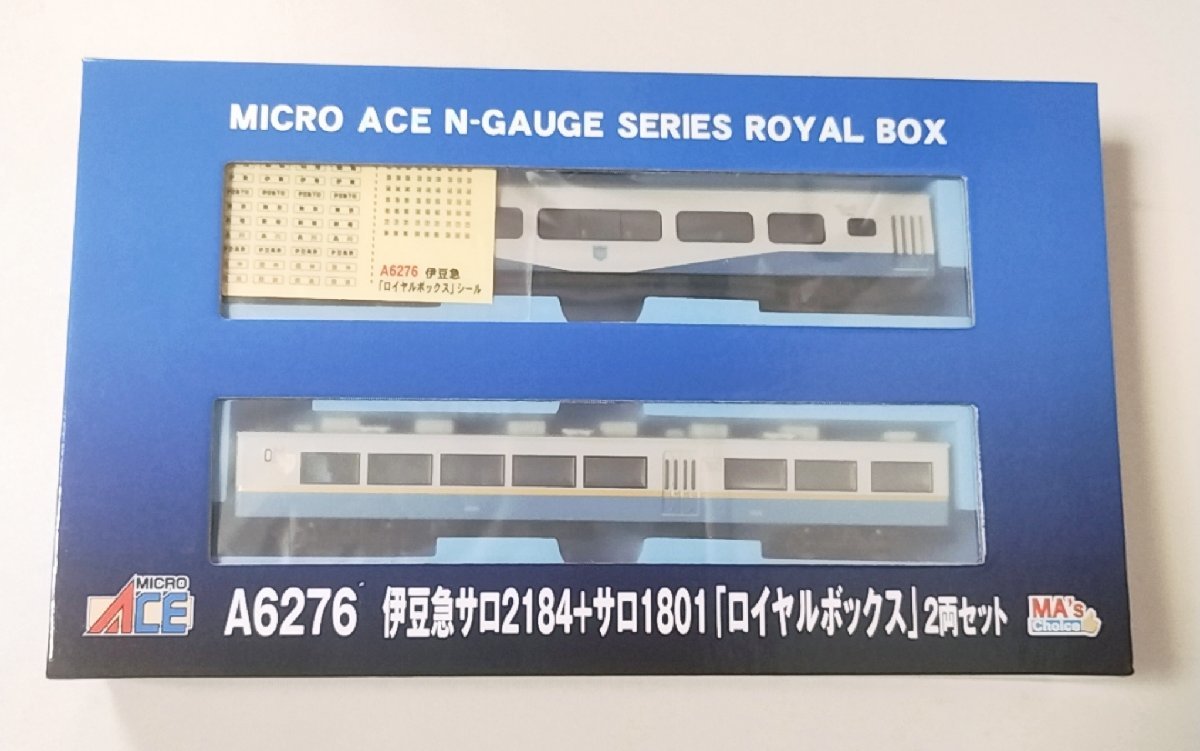 MICRO ACE N-GAUGE SERIES ROYAL BOX
A6276 伊豆急
「ロイヤルボックス」シール
MICRO
ACE
A6276 伊豆急サロ2184+サロ1801「ロイヤルボックス」2両セット
MA's
Choice